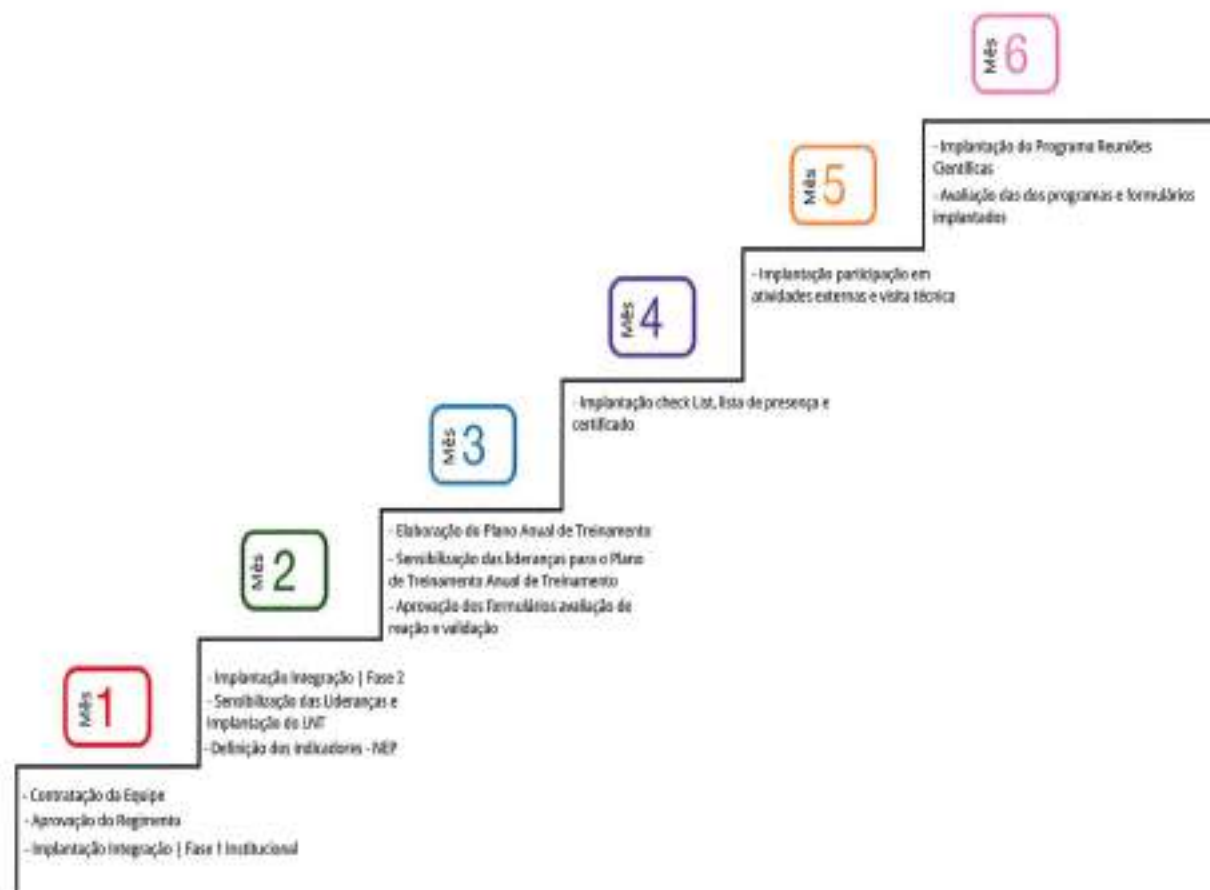 Mês 1
- Contratação da Equipe
- Aprovação do Regimento
- Implantação Integração | Fase 1 Institucional
Mês 2
- Implantação Integração | Fase 2
- Sensibilização das Lideranças e
Implantação do LNT
- Definição dos indicadores - NEP
Mês 3
- Elaboração do Plano Anual de Treinamento
- Sensibilização das lideranças para o Plano
de Treinamento Anual de Treinamento
- Aprovação dos Formulários avaliação de
reação e validação
Mês 4
- Implantação check List, lista de presença e
certificado
Mês 5
- Implantação participação em
atividades externas e visita técnica
Mês 6
- Implantação do Programa Reuniões
Científicas
- Avaliação das dos programas e formulários
implantados